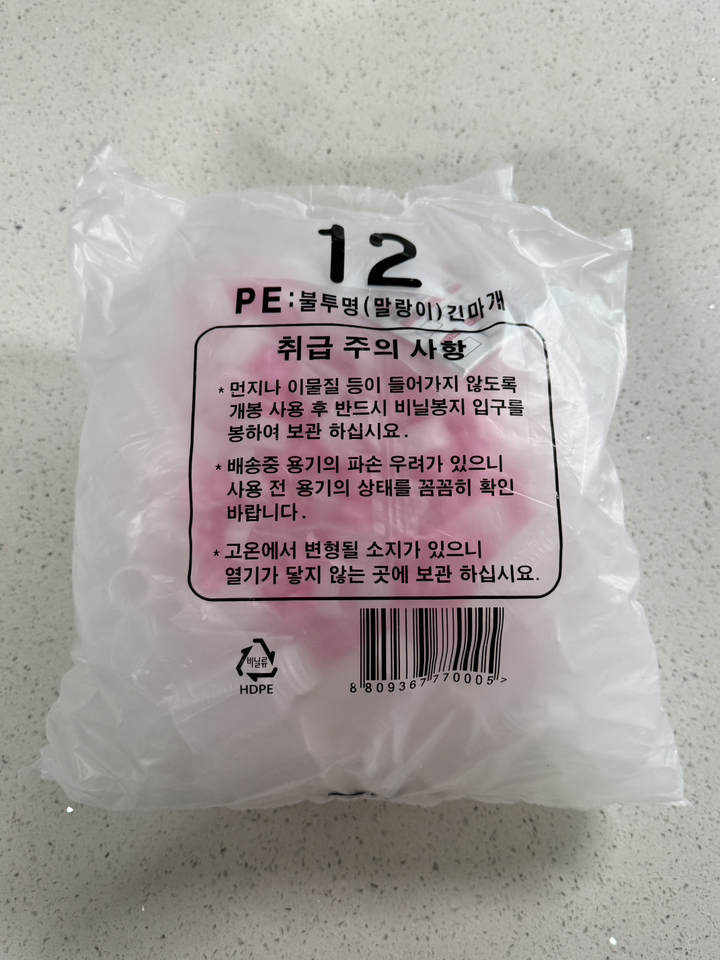 12
PE:불투명(말랑이)긴마개
취급 주의 사항
* 먼지나 이물질 등이 들어가지 않도록
개봉 사용 후 반드시 비닐봉지 입구를
봉하여 보관 하십시요.
* 배송중 용기의 파손 우려가 있으니
사용 전 용기의 상태를 꼼꼼히 확인
바랍니다.
* 고온에서 변형될 소지가 있으니
열기가 닿지 않는 곳에 보관 하십시요.
비닐류
HDPE
8 809367 770005 >